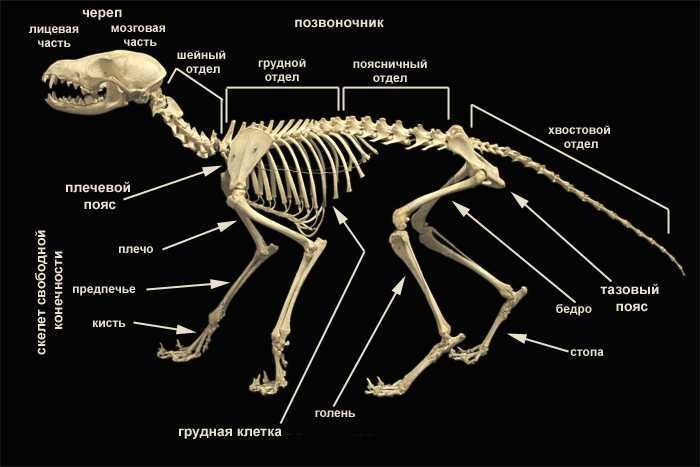 череп
лицевая
часть
мозговая
часть
позвоночник
шейный
отдел
грудной
отдел
поясничный
отдел
хвостовой
отдел
плечевой
пояс
плечо
предпечье
кисть
скелет свободной
конечности
грудная клетка
голень
бедро
стопа
тазовый
пояс